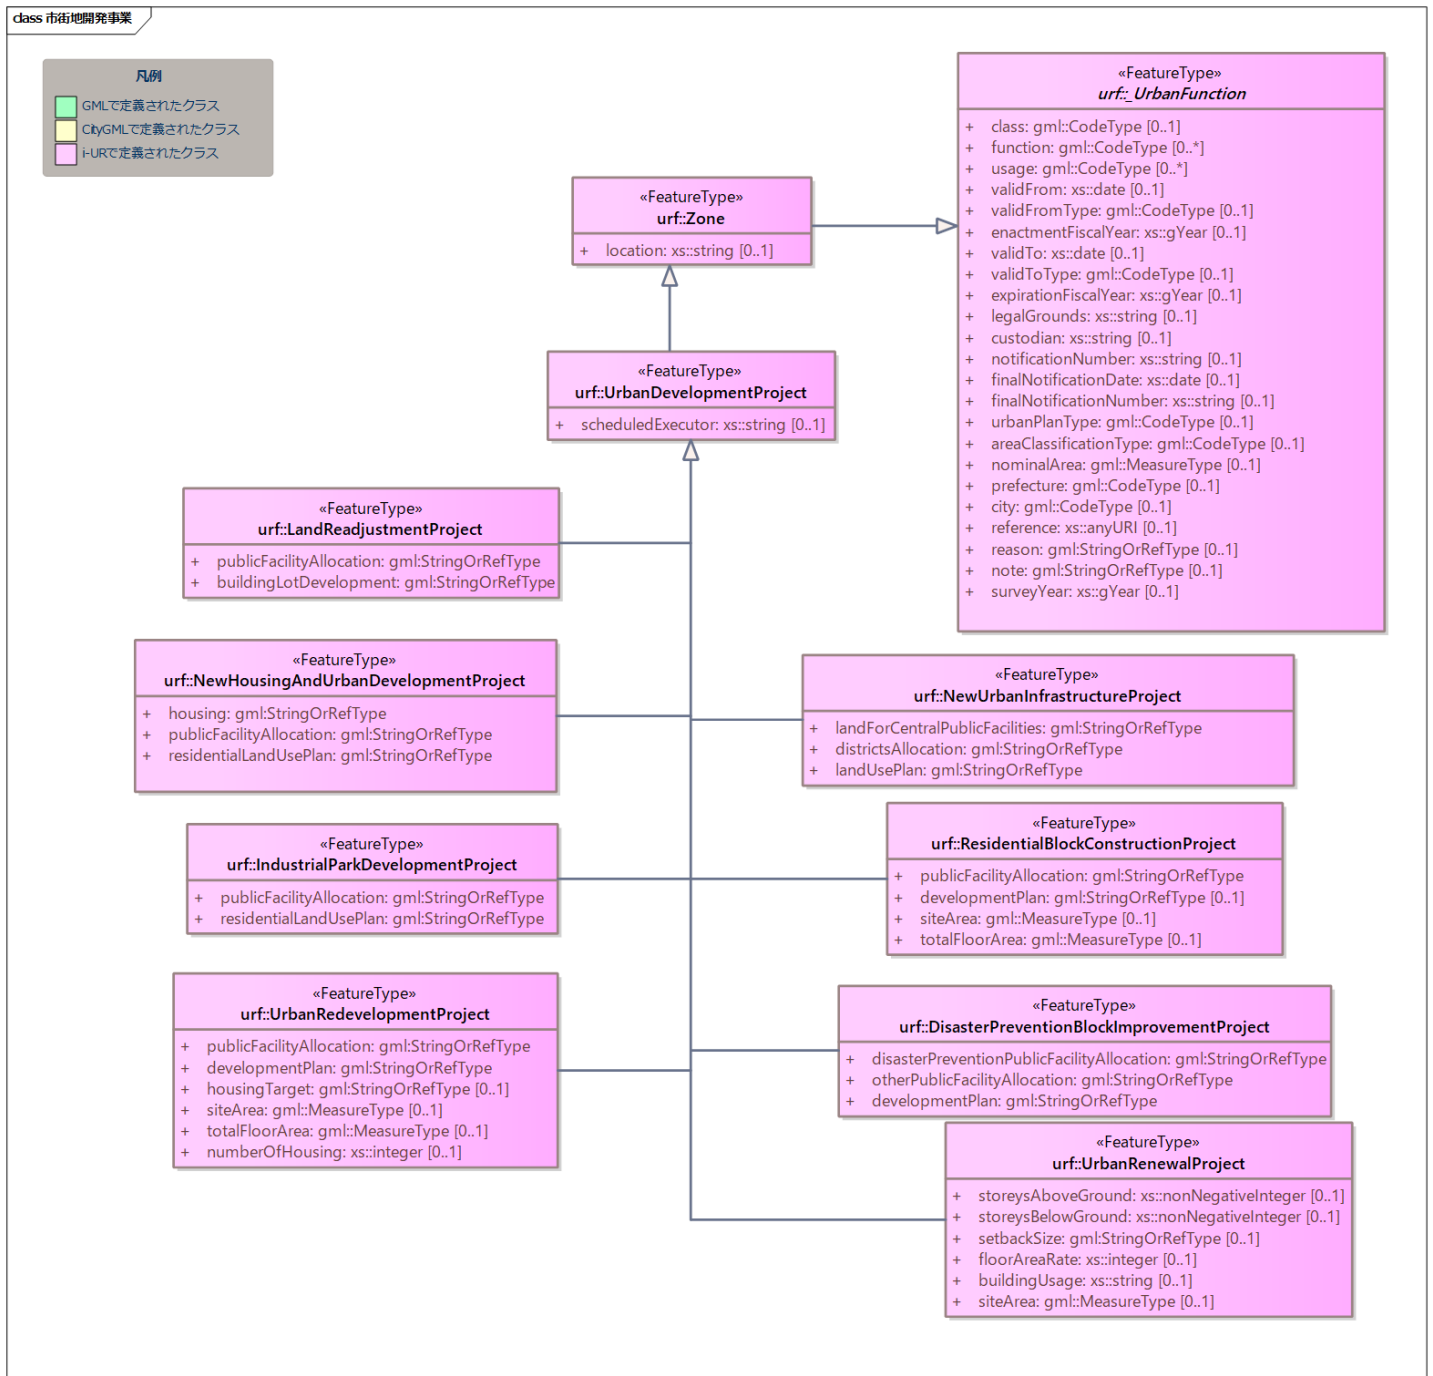 class 市街地開発事業
凡例
GMLで定義されたクラス
CityGMLで定義されたクラス
i-URで定義されたクラス
«FeatureType»
urf::_UrbanFunction
+ class: gml::CodeType [0..1]
+ function: gml::CodeType [0..*]
+ usage: gml::CodeType [0..*]
+ validFrom: xs::date [0..1]
+ validFromType: gml::CodeType [0..1]
+ enactmentFiscalYear: xs::gYear [0..1]
+ validTo: xs::date [0..1]
+ validToType: gml::CodeType [0..1]
+ expirationFiscalYear: xs::gYear [0..1]
+ legalGrounds: xs::string [0..1]
+ custodian: xs::string [0..1]
+ notificationNumber: xs::string [0..1]
+ finalNotificationDate: xs::date [0..1]
+ finalNotificationNumber: xs::string [0..1]
+ urbanPlanType: gml::CodeType [0..1]
+ areaClassificationType: gml::CodeType [0..1]
+ nominalArea: gml::MeasureType [0..1]
+ prefecture: gml::CodeType [0..1]
+ city: gml::CodeType [0..1]
+ reference: xs::anyURI [0..1]
+ reason: gml:StringOrRefType [0..1]
+ note: gml:StringOrRefType [0..1]
+ surveyYear: xs::gYear [0..1]
«FeatureType»
urf::Zone
+ location: xs::string [0..1]
«FeatureType»
urf::UrbanDevelopmentProject
+ scheduledExecutor: xs::string [0..1]
«FeatureType»
urf::LandReadjustmentProject
+ publicFacilityAllocation: gml:StringOrRefType
+ buildingLotDevelopment: gml:StringOrRefType
«FeatureType»
urf::NewHousingAndUrbanDevelopmentProject
+ housing: gml:StringOrRefType
+ publicFacilityAllocation: gml:StringOrRefType
+ residentialLandUsePlan: gml:StringOrRefType
«FeatureType»
urf::NewUrbanInfrastructureProject
+ landForCentralPublicFacilities: gml:StringOrRefType
+ districtsAllocation: gml:StringOrRefType
+ landUsePlan: gml:StringOrRefType
«FeatureType»
urf::IndustrialParkDevelopmentProject
+ publicFacilityAllocation: gml:StringOrRefType
+ residentialLandUsePlan: gml:StringOrRefType
«FeatureType»
urf::ResidentialBlockConstructionProject
+ publicFacilityAllocation: gml:StringOrRefType
+ developmentPlan: gml:StringOrRefType [0..1]
+ siteArea: gml::MeasureType [0..1]
+ totalFloorArea: gml::MeasureType [0..1]
«FeatureType»
urf::UrbanRedevelopmentProject
+ publicFacilityAllocation: gml:StringOrRefType
+ developmentPlan: gml:StringOrRefType
+ housingTarget: gml:StringOrRefType [0..1]
+ siteArea: gml::MeasureType [0..1]
+ totalFloorArea: gml::MeasureType [0..1]
+ numberOfHousing: xs::integer [0..1]
«FeatureType»
urf::DisasterPreventionBlockImprovementProject
+ disasterPreventionPublicFacilityAllocation: gml:StringOrRefType
+ otherPublicFacilityAllocation: gml:StringOrRefType
+ developmentPlan: gml:StringOrRefType
«FeatureType»
urf::UrbanRenewalProject
+ storeysAboveGround: xs::nonNegativeInteger [0..1]
+ storeysBelowGround: xs::nonNegativeInteger [0..1]
+ setbackSize: gml:StringOrRefType [0..1]
+ floorAreaRate: xs::integer [0..1]
+ buildingUsage: xs::string [0..1]
+ siteArea: gml::MeasureType [0..1]